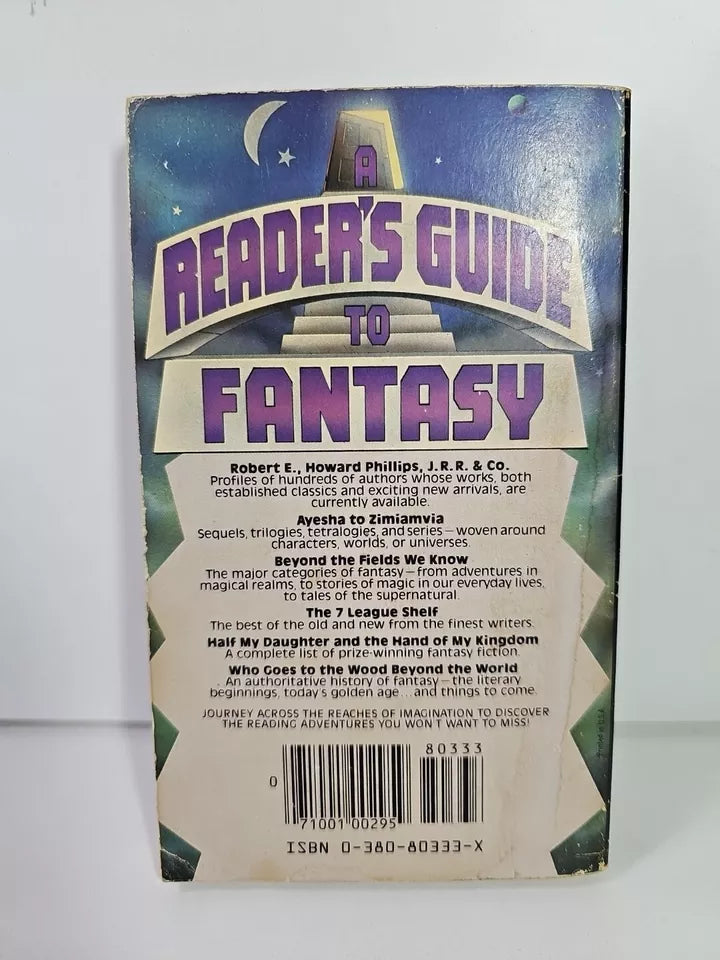 A
READER'S GUIDE
TO
FANTASY
Robert E., Howard Phillips, J.R.R. & Co.
Profiles of hundreds of authors whose works, both
established classics and exciting new arrivals, are
currently available.
Ayesha to Zimiamvia
Sequels, trilogies, tetralogies, and series—woven around
characters, worlds, or universes.
Beyond the Fields We Know
The major categories of fantasy—from adventures in
magical realms, to stories of magic in our everyday lives,
to tales of the supernatural.
The 7 League Shelf
The best of the old and new from the finest writers.
Half My Daughter and the Hand of My Kingdom
A complete list of prize-winning fantasy fiction.
Who Goes to the Wood Beyond the World
An authoritative history of fantasy—the literary
beginnings, today's golden age...and things to come.
JOURNEY ACROSS THE REACHES OF IMAGINATION TO DISCOVER
THE READING ADVENTURES YOU WON'T WANT TO MISS!
Printed in U.S.A.
80333
0
71001 00295
ISBN 0-380-80333-X